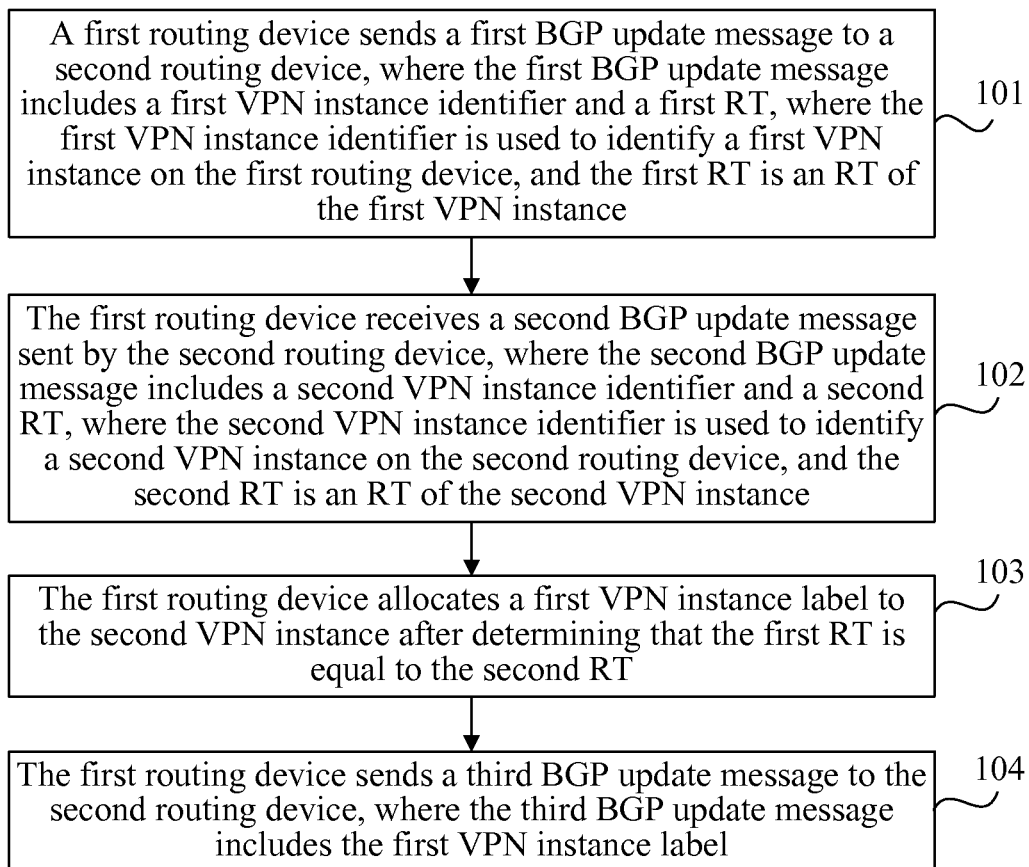 A first routing device sends a first BGP update message to a
second routing device, where the first BGP update message
includes a first VPN instance identifier and a first RT, where the
first VPN instance identifier is used to identify a first VPN
instance on the first routing device, and the first RT is an RT of
the first VPN instance
101
The first routing device receives a second BGP update message
sent by the second routing device, where the second BGP update
message includes a second VPN instance identifier and a second
RT, where the second VPN instance identifier is used to identify
a second VPN instance on the second routing device, and the
second RT is an RT of the second VPN instance
102
The first routing device allocates a first VPN instance label to
the second VPN instance after determining that the first RT is
equal to the second RT
103
The first routing device sends a third BGP update message to the
second routing device, where the third BGP update message
includes the first VPN instance label
104